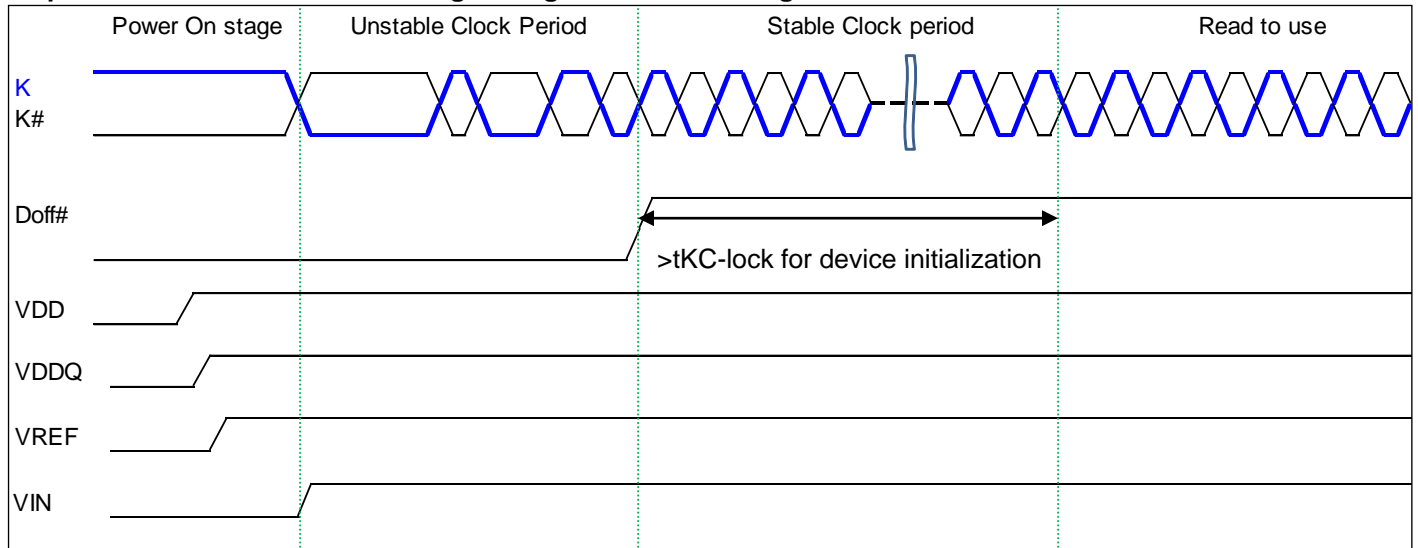 Power On stage Unstable Clock Period Stable Clock period Read to use
K
K#
Doff#
>tKC-lock for device initialization
VDD
VDDQ
VREF
VIN